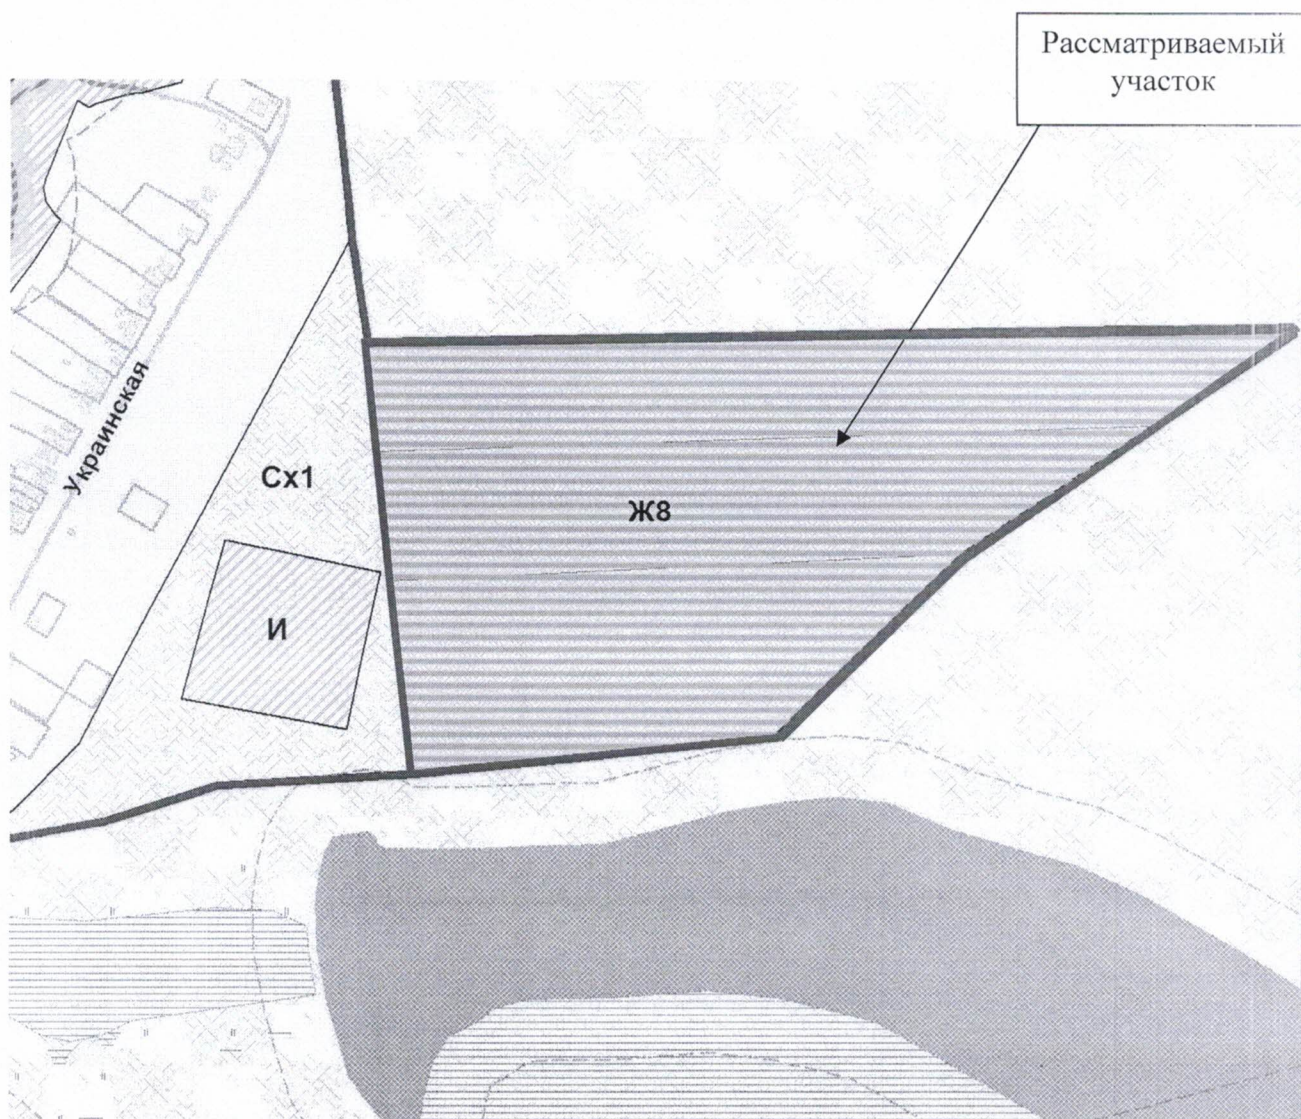 Рассматриваемый
участок
Украинская
Сх1
Ж8
И